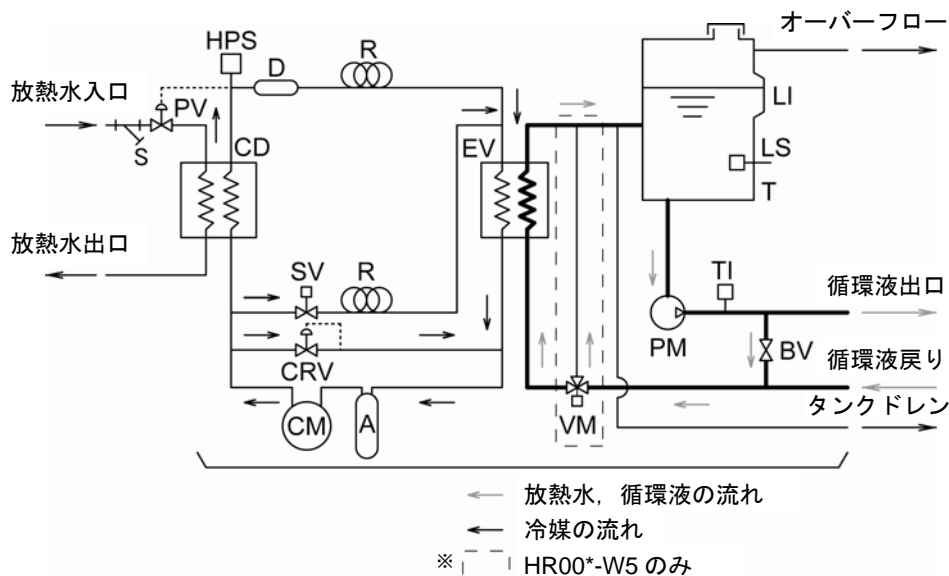 オーバーフロー
HPS
D
R
放熱水入口
PV
LI
S
CD
EV
LS
T
放熱水出口
SV
R
TI
循環液出口
PM
BV
CRV
循環液戻り
タンクドレン
CM
A
VM
放熱水，循環液の流れ
冷媒の流れ
※ HR00*-W5 のみ